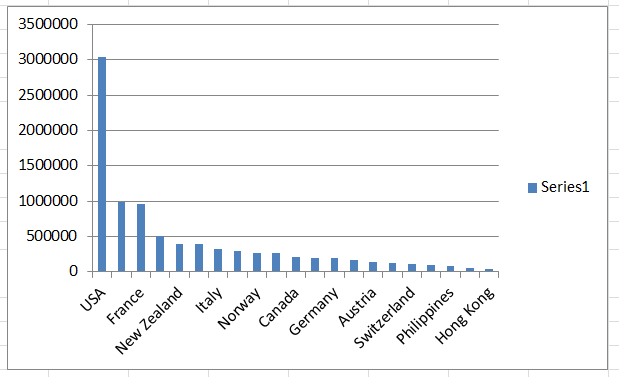 3500000
3000000
2500000
2000000
1500000
1000000
500000
0
USA
France
New Zealand
Italy
Norway
Canada
Germany
Austria
Switzerland
Philippines
Hong Kong
Series1